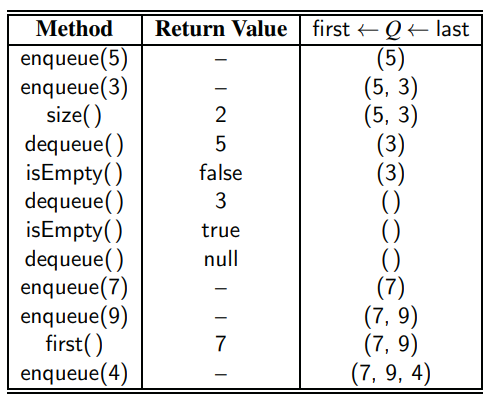 Method Return Value first ← Q ← last
enqueue(5) – (5)
enqueue(3) – (5, 3)
size( ) 2 (5, 3)
dequeue( ) 5 (3)
isEmpty( ) false (3)
dequeue( ) 3 ( )
isEmpty( ) true ( )
dequeue( ) null ( )
enqueue(7) – (7)
enqueue(9) – (7, 9)
first( ) 7 (7, 9)
enqueue(4) – (7, 9, 4)